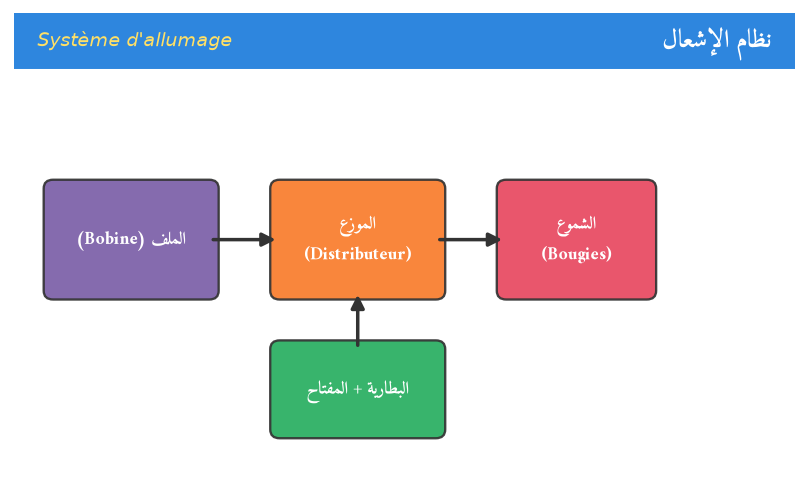 Système d'allumage
نظام الإشعال
الملف (Bobine)
الموزع
(Distributeur)
الشموع
(Bougies)
البطارية + المفتاح